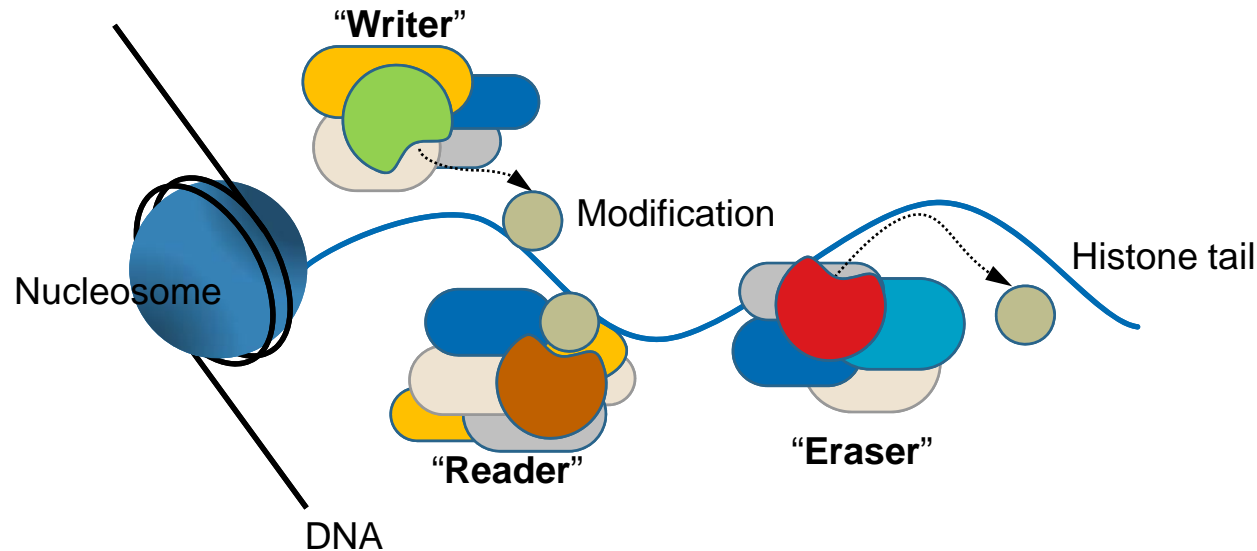 “Writer”
Modification
Histone tail
Nucleosome
“Eraser”
“Reader”
DNA